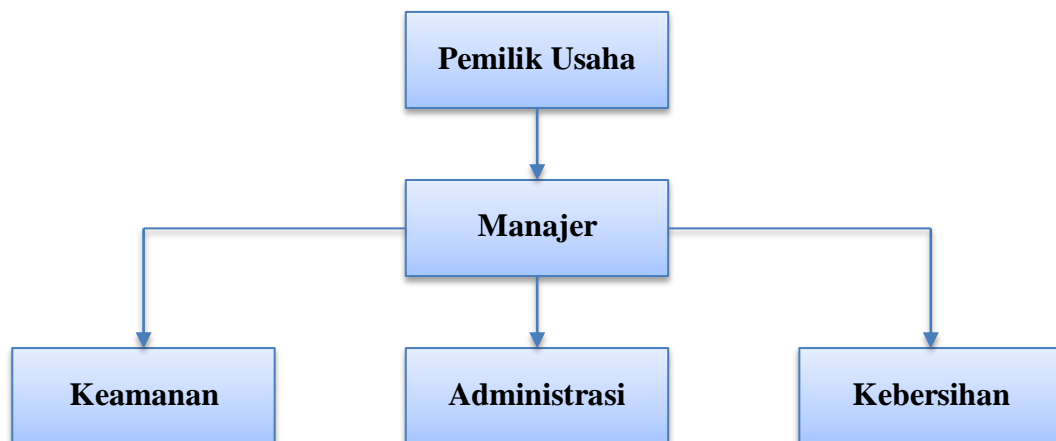 Pemilik Usaha
Manajer
Keamanan
Administrasi
Kebersihan